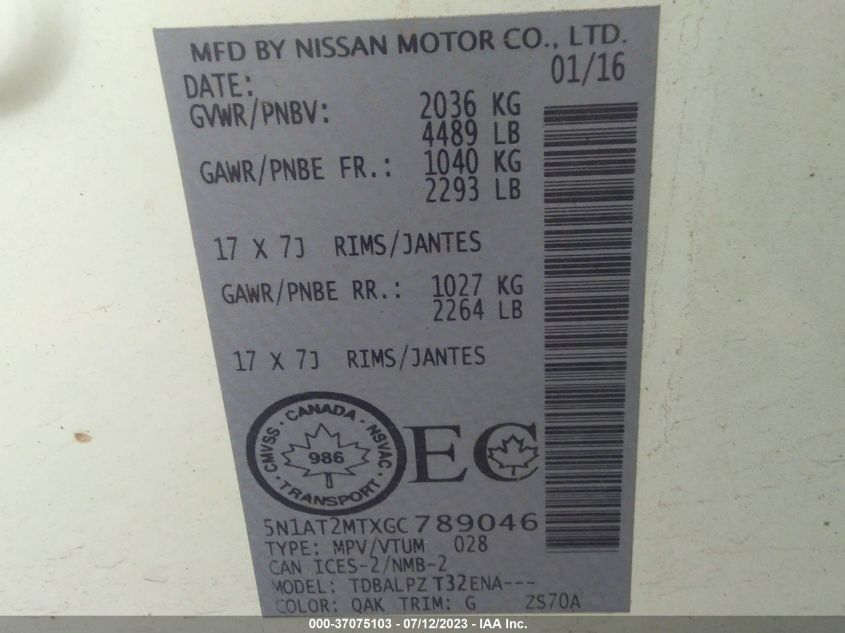 MFD BY NISSAN MOTOR CO., LTD.
DATE: 01/16
GVWR/PNBV: 2036 KG
4489 LB
GAWR/PNBE FR.: 1040 KG
2293 LB
17 X 7J RIMS/JANTES
GAWR/PNBE RR.: 1027 KG
2264 LB
17 X 7J RIMS/JANTES
CMVSS · CANADA · NSVAC
986
· TRANSPORT ·
EC
5N1AT2MTXGC789046
TYPE: MPV/VTUM 028
CAN ICES-2/NMB-2
MODEL: TDBALPZ T32ENA---
COLOR: QAK TRIM: G ZS70A
000-37075103 - 07/12/2023 - IAA Inc.